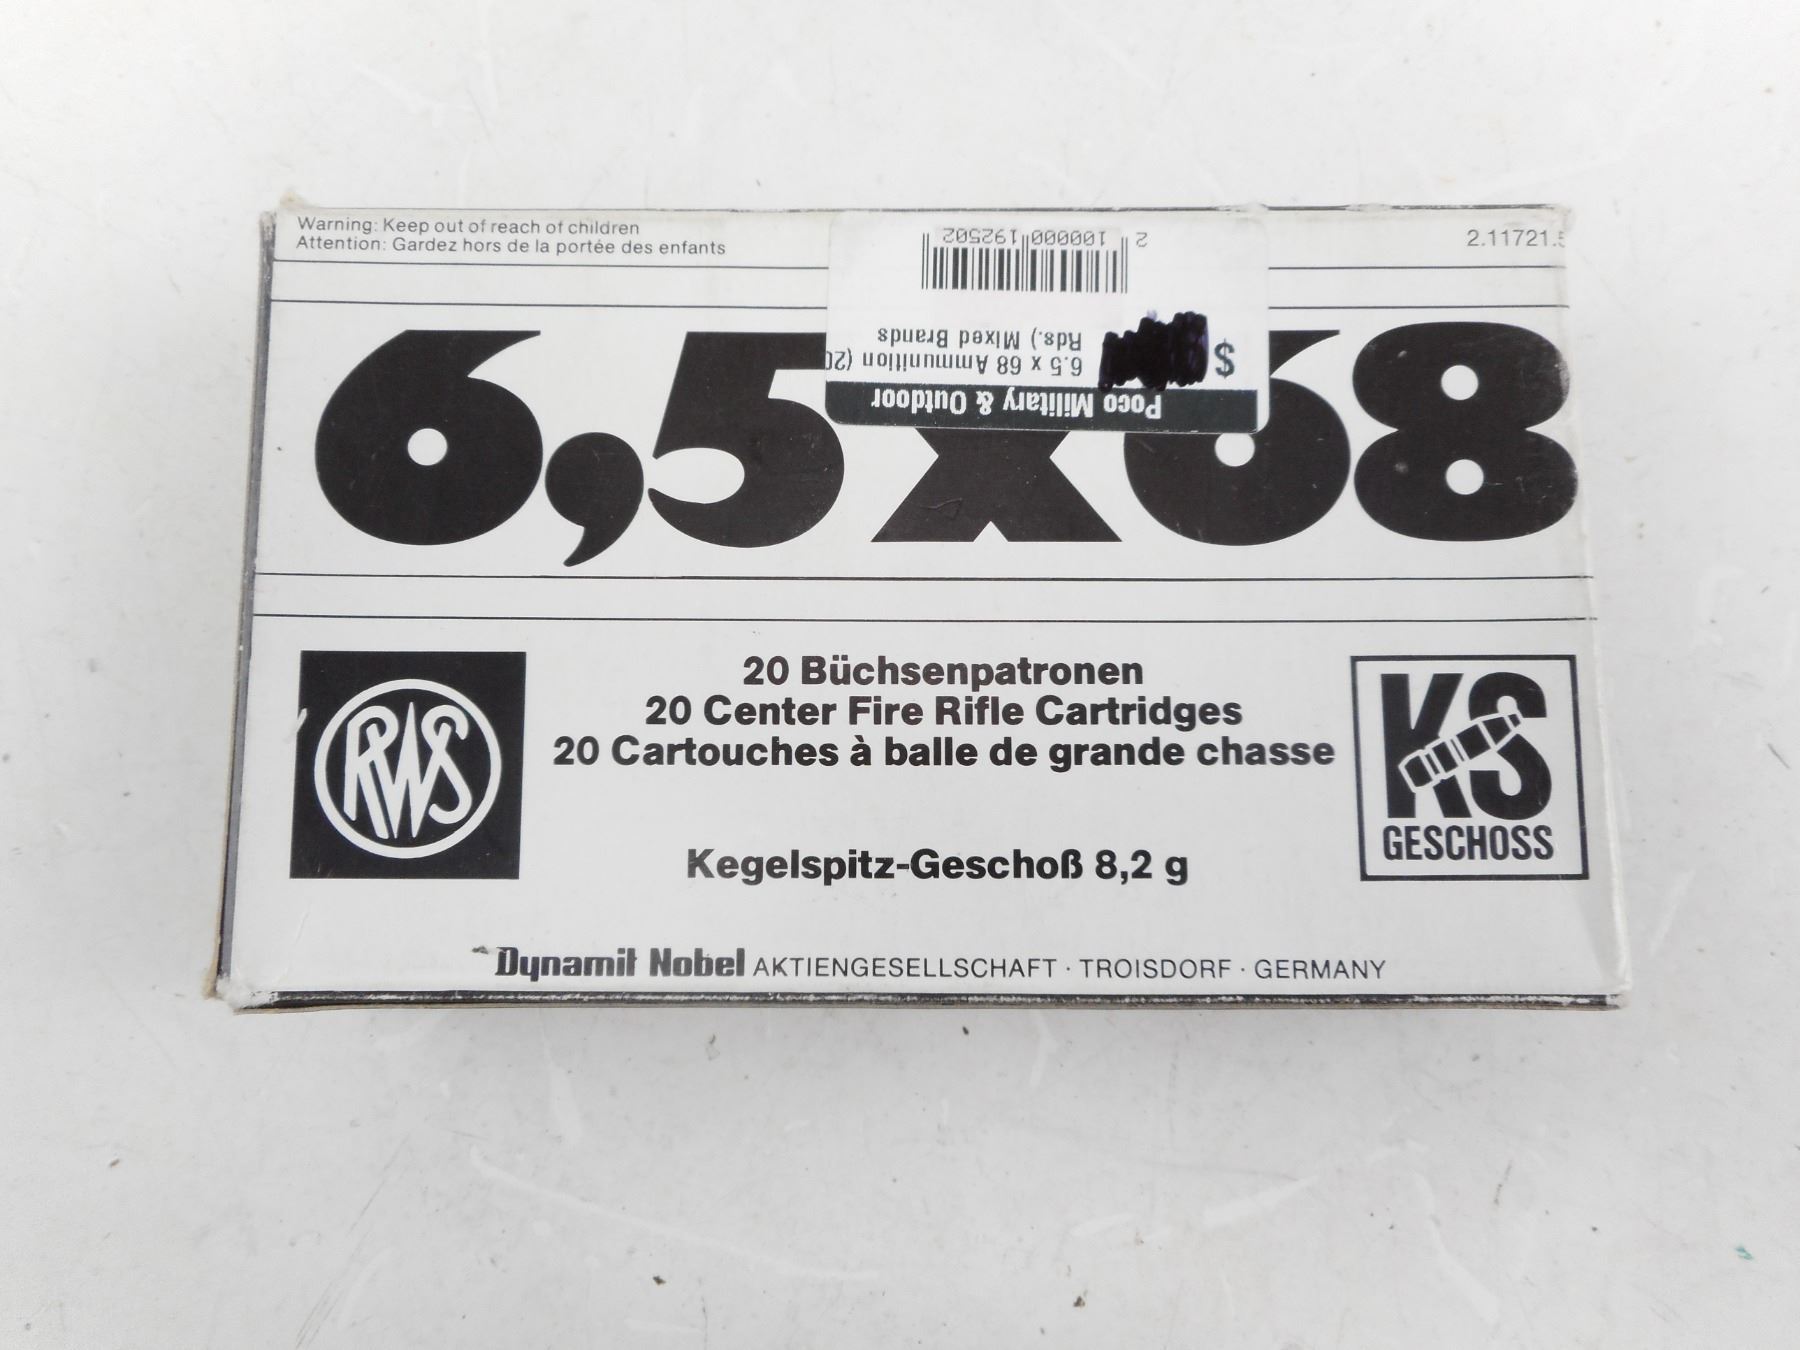 Warning: Keep out of reach of children
Attention: Gardez hors de la portée des enfants
2.11721.5
Poco Military & Outdoor
$
6.5 x 68 Ammunition (20
Rds.) Mixed Brands
2 100000 192502
6,5x68
RWS
20 Büchsenpatronen
20 Center Fire Rifle Cartridges
20 Cartouches à balle de grande chasse
Kegelspitz-Geschoß 8,2 g
KS
GESCHOSS
Dynamit Nobel AKTIENGESELLSCHAFT · TROISDORF · GERMANY